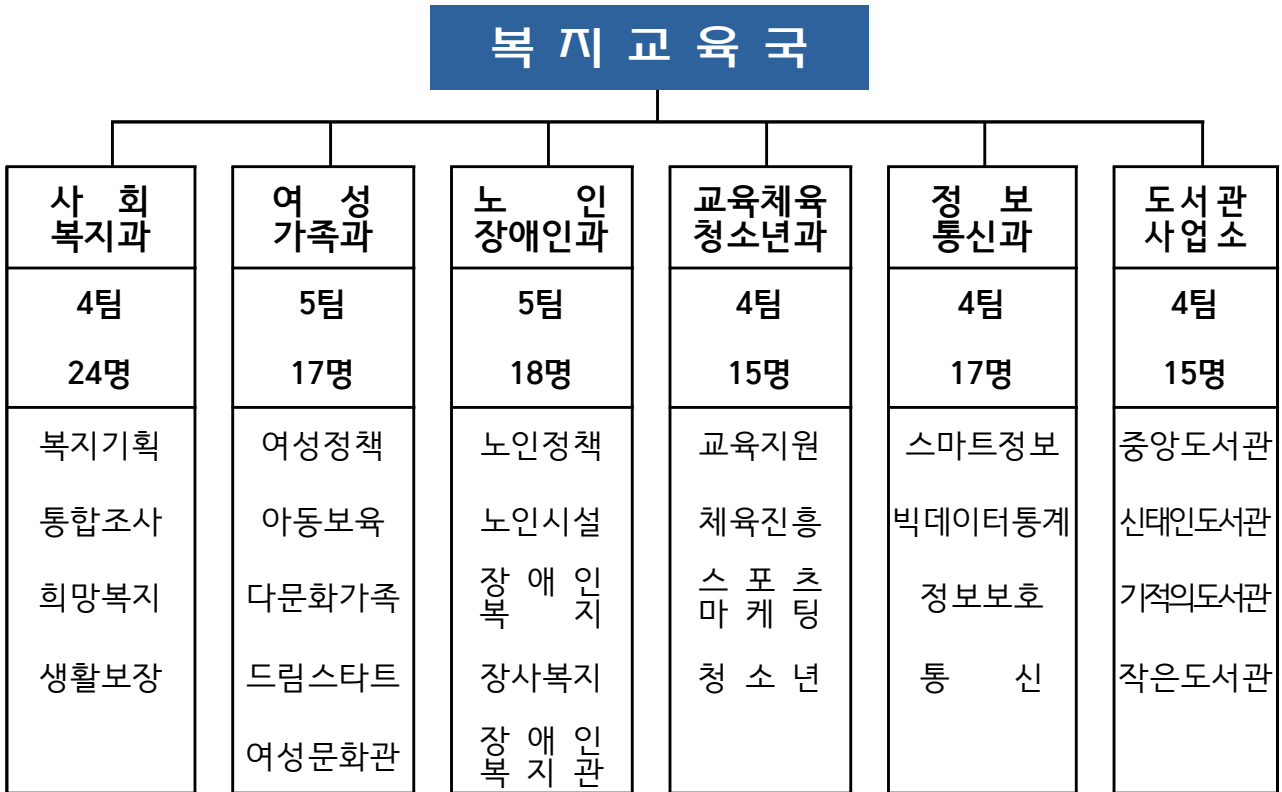 복지교육국
사 회
복지과
4팀
24명
복지기획
통합조사
희망복지
생활보장
여 성
가족과
5팀
17명
여성정책
아동보육
다문화가족
드림스타트
여성문화관
노 인
장애인과
5팀
18명
노인정책
노인시설
장 애 인
복 지
장사복지
장 애 인
복 지 관
교육체육
청소년과
4팀
15명
교육지원
체육진흥
스 포 츠
마 케 팅
청 소 년
정 보
통신과
4팀
17명
스마트정보
빅데이터통계
정보보호
통 신
도서관
사업소
4팀
15명
중앙도서관
신태인도서관
기적의도서관
작은도서관